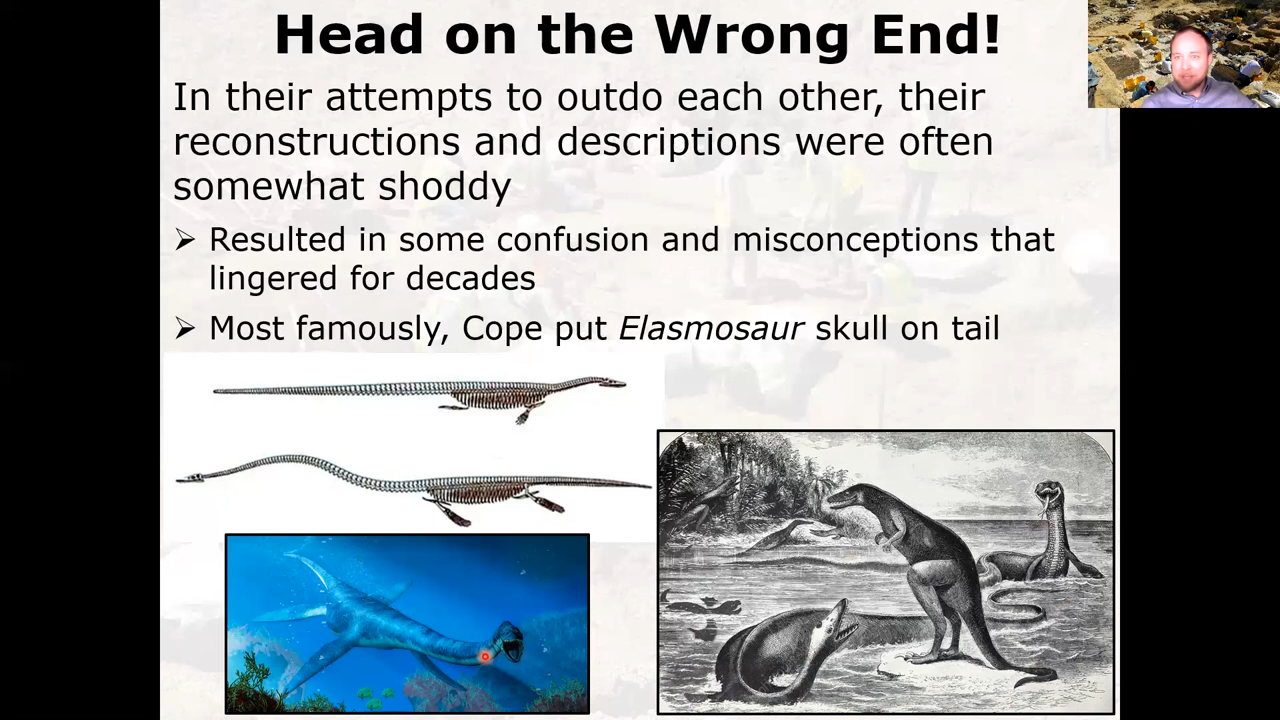 Head on the Wrong End!
In their attempts to outdo each other, their
reconstructions and descriptions were often
somewhat shoddy
➢ Resulted in some confusion and misconceptions that
lingered for decades
➢ Most famously, Cope put Elasmosaur skull on tail